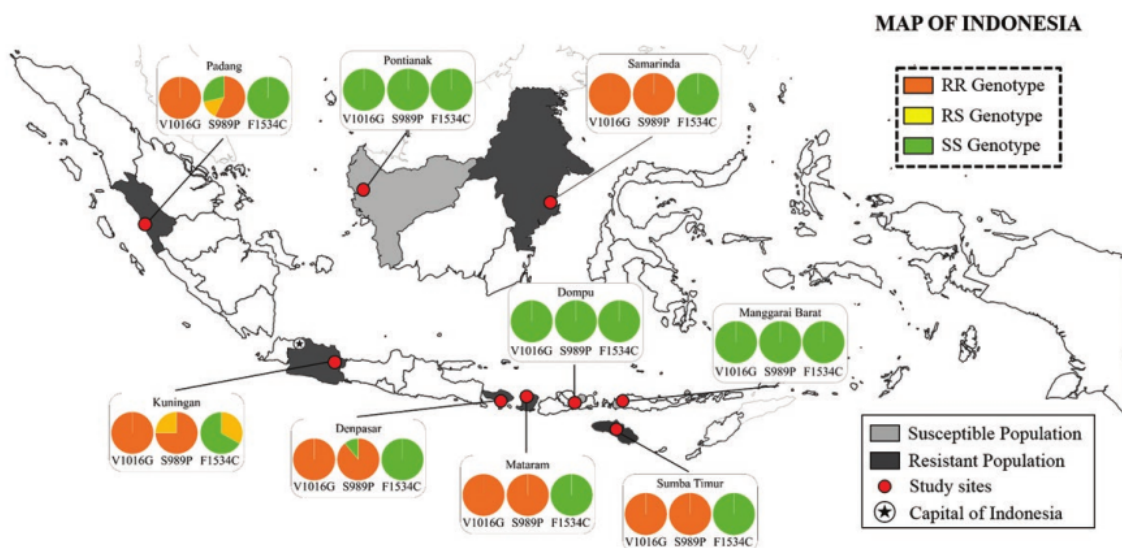 MAP OF INDONESIA
RR Genotype
RS Genotype
SS Genotype
Padang
V1016G S989P F1534C
Pontianak
V1016G S989P F1534C
Samarinda
V1016G S989P F1534C
Dompu
V1016G S989P F1534C
Manggarai Barat
V1016G S989P F1534C
Kuningan
V1016G S989P F1534C
Denpasar
V1016G S989P F1534C
Mataram
V1016G S989P F1534C
Sumba Timur
V1016G S989P F1534C
Susceptible Population
Resistant Population
Study sites
Capital of Indonesia